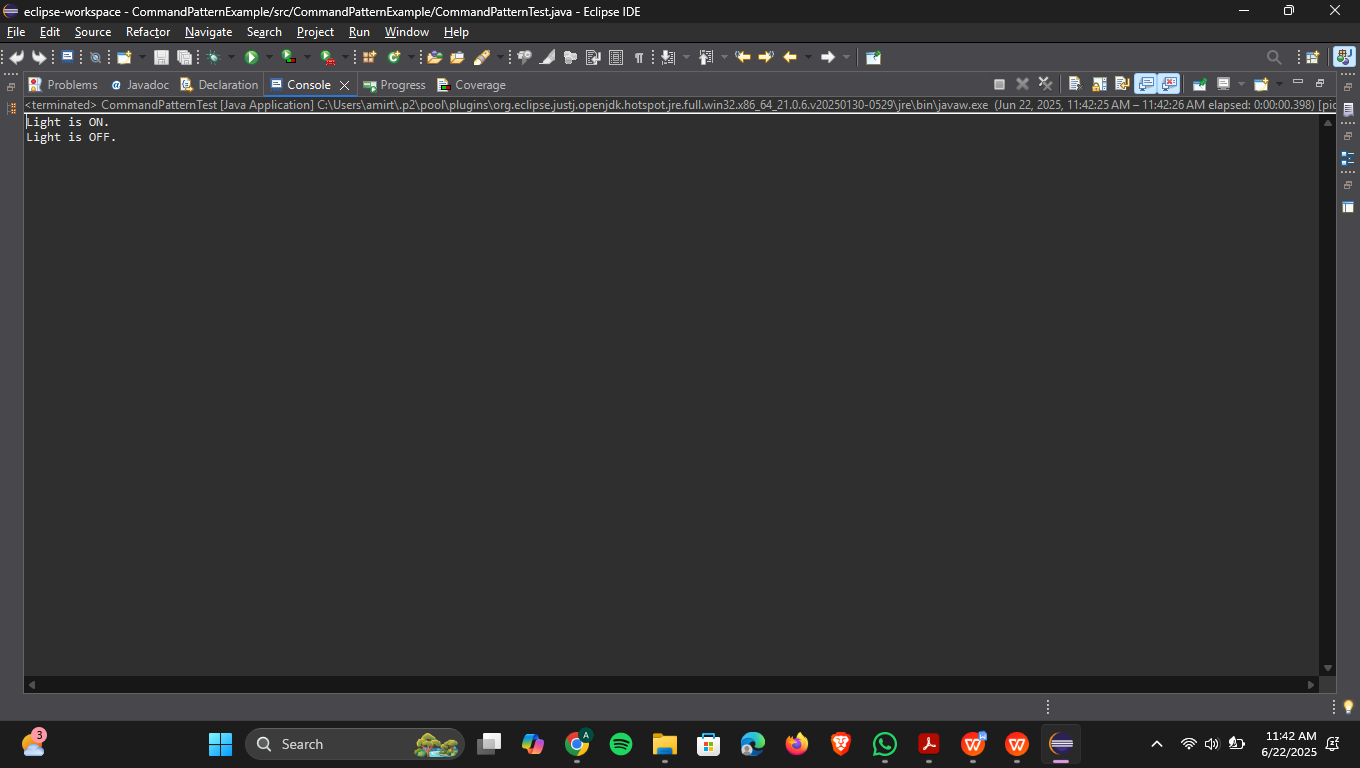 eclipse-workspace - CommandPatternExample/src/CommandPatternExample/CommandPatternTest.java - Eclipse IDE
File Edit Source Refactor Navigate Search Project Run Window Help
Problems @ Javadoc Declaration Console Progress Coverage
<terminated> CommandPatternTest [Java Application] C:\Users\amirt\.p2\pool\plugins\org.eclipse.justj.openjdk.hotspot.jre.full.win32.x86_64_21.0.6.v20250130-0529\jre\bin\javaw.exe (Jun 22, 2025, 11:42:25 AM – 11:42:26 AM elapsed: 0:00:00.398) [pic
Light is ON.
Light is OFF.
3
Search
A
11:42 AM
6/22/2025